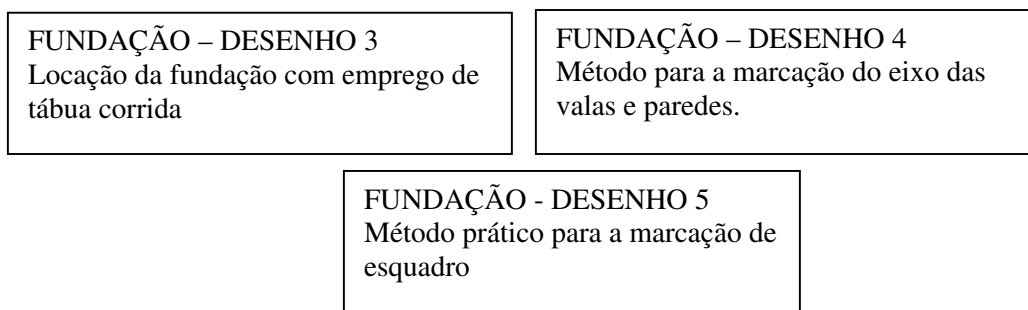 FUNDAÇÃO – DESENHO 3
Locação da fundação com emprego de
tábua corrida
FUNDAÇÃO – DESENHO 4
Método para a marcação do eixo das
valas e paredes.
FUNDAÇÃO - DESENHO 5
Método prático para a marcação de
esquadro